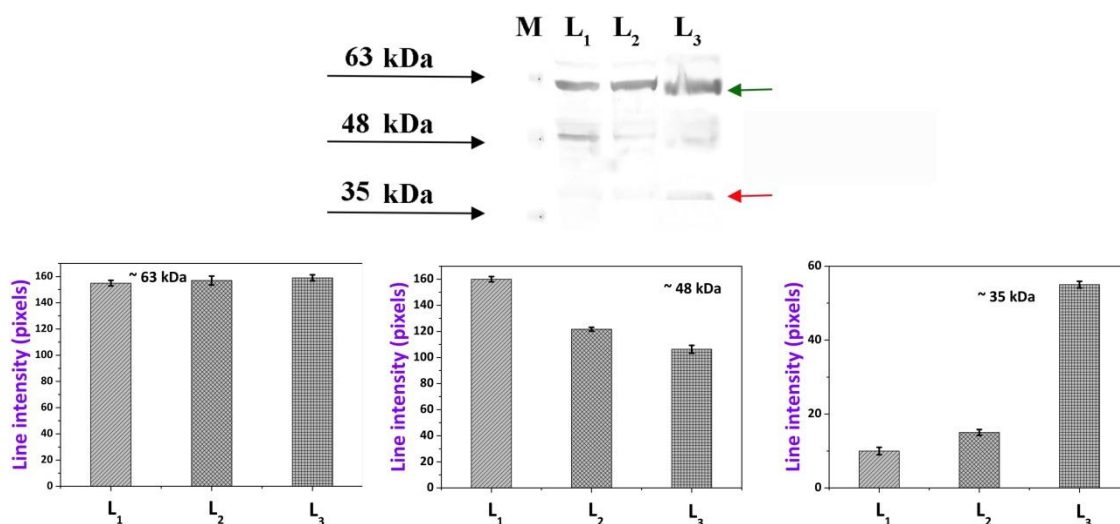 M L₁ L₂ L₃
63 kDa
48 kDa
35 kDa
Line intensity (pixels)
160
140
120
100
80
60
40
20
0
~ 63 kDa
L₁ L₂ L₃
Line intensity (pixels)
160
140
120
100
80
60
40
20
0
~ 48 kDa
L₁ L₂ L₃
Line intensity (pixels)
60
40
20
0
~ 35 kDa
L₁ L₂ L₃